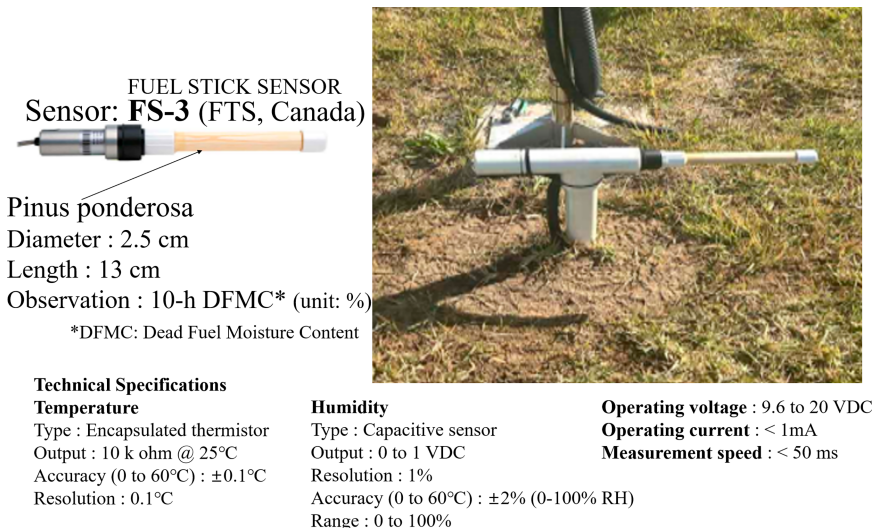 FUEL STICK SENSOR
Sensor: FS-3 (FTS, Canada)
Pinus ponderosa
Diameter : 2.5 cm
Length : 13 cm
Observation : 10-h DFMC* (unit: %)
*DFMC: Dead Fuel Moisture Content
Technical Specifications
Temperature
Type : Encapsulated thermistor
Output : 10 k ohm @ 25℃
Accuracy (0 to 60℃) : ±0.1℃
Resolution : 0.1℃
Humidity
Type : Capacitive sensor
Output : 0 to 1 VDC
Resolution : 1%
Accuracy (0 to 60℃) : ±2% (0-100% RH)
Range : 0 to 100%
Operating voltage : 9.6 to 20 VDC
Operating current : < 1mA
Measurement speed : < 50 ms